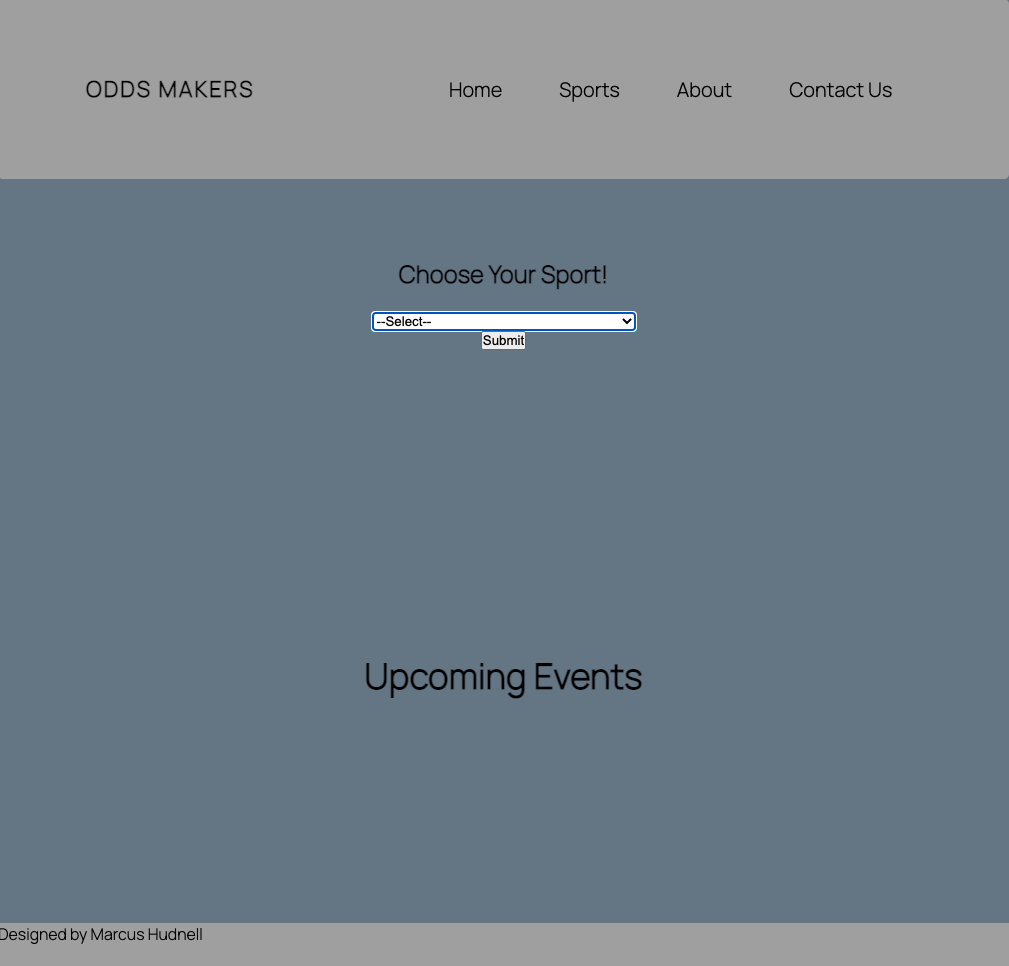 ODDS MAKERS
Home Sports About Contact Us
Choose Your Sport!
--Select--
Submit
Upcoming Events
Designed by Marcus Hudnell